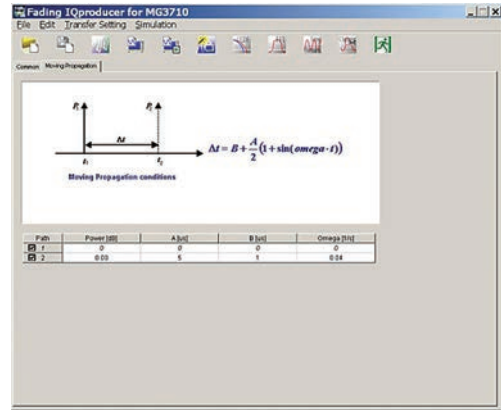 Fading IQproducer for MG3710
File Edit Transfer Setting Simulation
Common Moving Propagation
P₁ P₂
Δt
Δt = B + A/2 (1 + sin(omega · t))
t₁ t₂
Moving Propagation conditions
Path Power [dB] A [us] B [us] Omega [1/s]
1 0 0 0 0
2 0.00 5 1 0.04